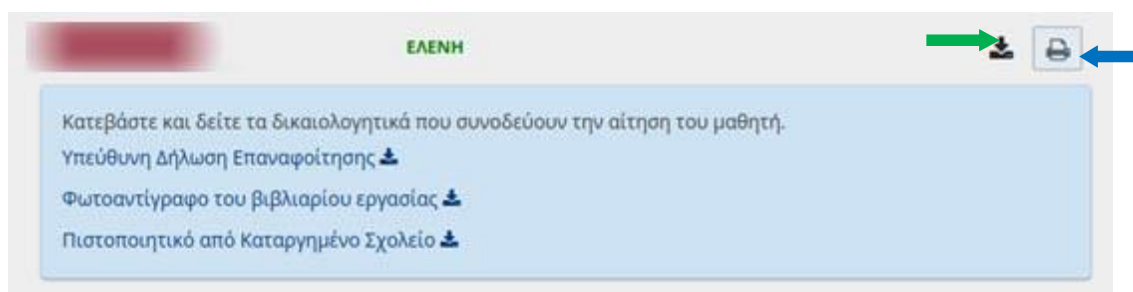 ΕΛΕΝΗ
Κατεβάστε και δείτε τα δικαιολογητικά που συνοδεύουν την αίτηση του μαθητή.
Υπεύθυνη Δήλωση Επαναφοίτησης
Φωτοαντίγραφο του βιβλιαρίου εργασίας
Πιστοποιητικό από Καταργημένο Σχολείο